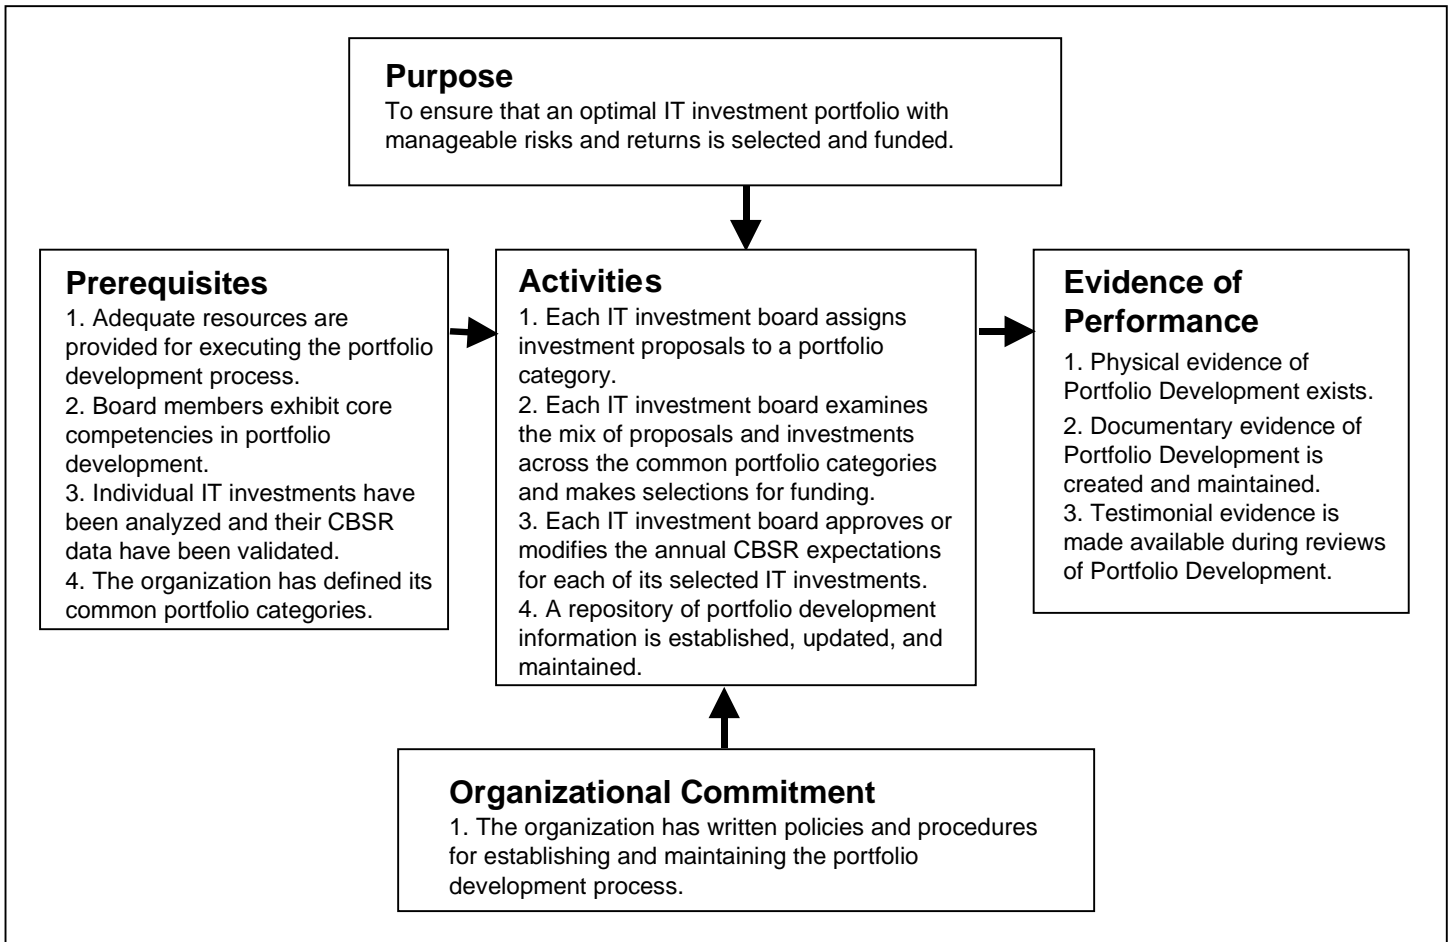 Purpose
To ensure that an optimal IT investment portfolio with
manageable risks and returns is selected and funded.
Prerequisites
1. Adequate resources are
provided for executing the portfolio
development process.
2. Board members exhibit core
competencies in portfolio
development.
3. Individual IT investments have
been analyzed and their CBSR
data have been validated.
4. The organization has defined its
common portfolio categories.
Activities
1. Each IT investment board assigns
investment proposals to a portfolio
category.
2. Each IT investment board examines
the mix of proposals and investments
across the common portfolio categories
and makes selections for funding.
3. Each IT investment board approves or
modifies the annual CBSR expectations
for each of its selected IT investments.
4. A repository of portfolio development
information is established, updated, and
maintained.
Evidence of
Performance
1. Physical evidence of
Portfolio Development exists.
2. Documentary evidence of
Portfolio Development is
created and maintained.
3. Testimonial evidence is
made available during reviews
of Portfolio Development.
Organizational Commitment
1. The organization has written policies and procedures
for establishing and maintaining the portfolio
development process.